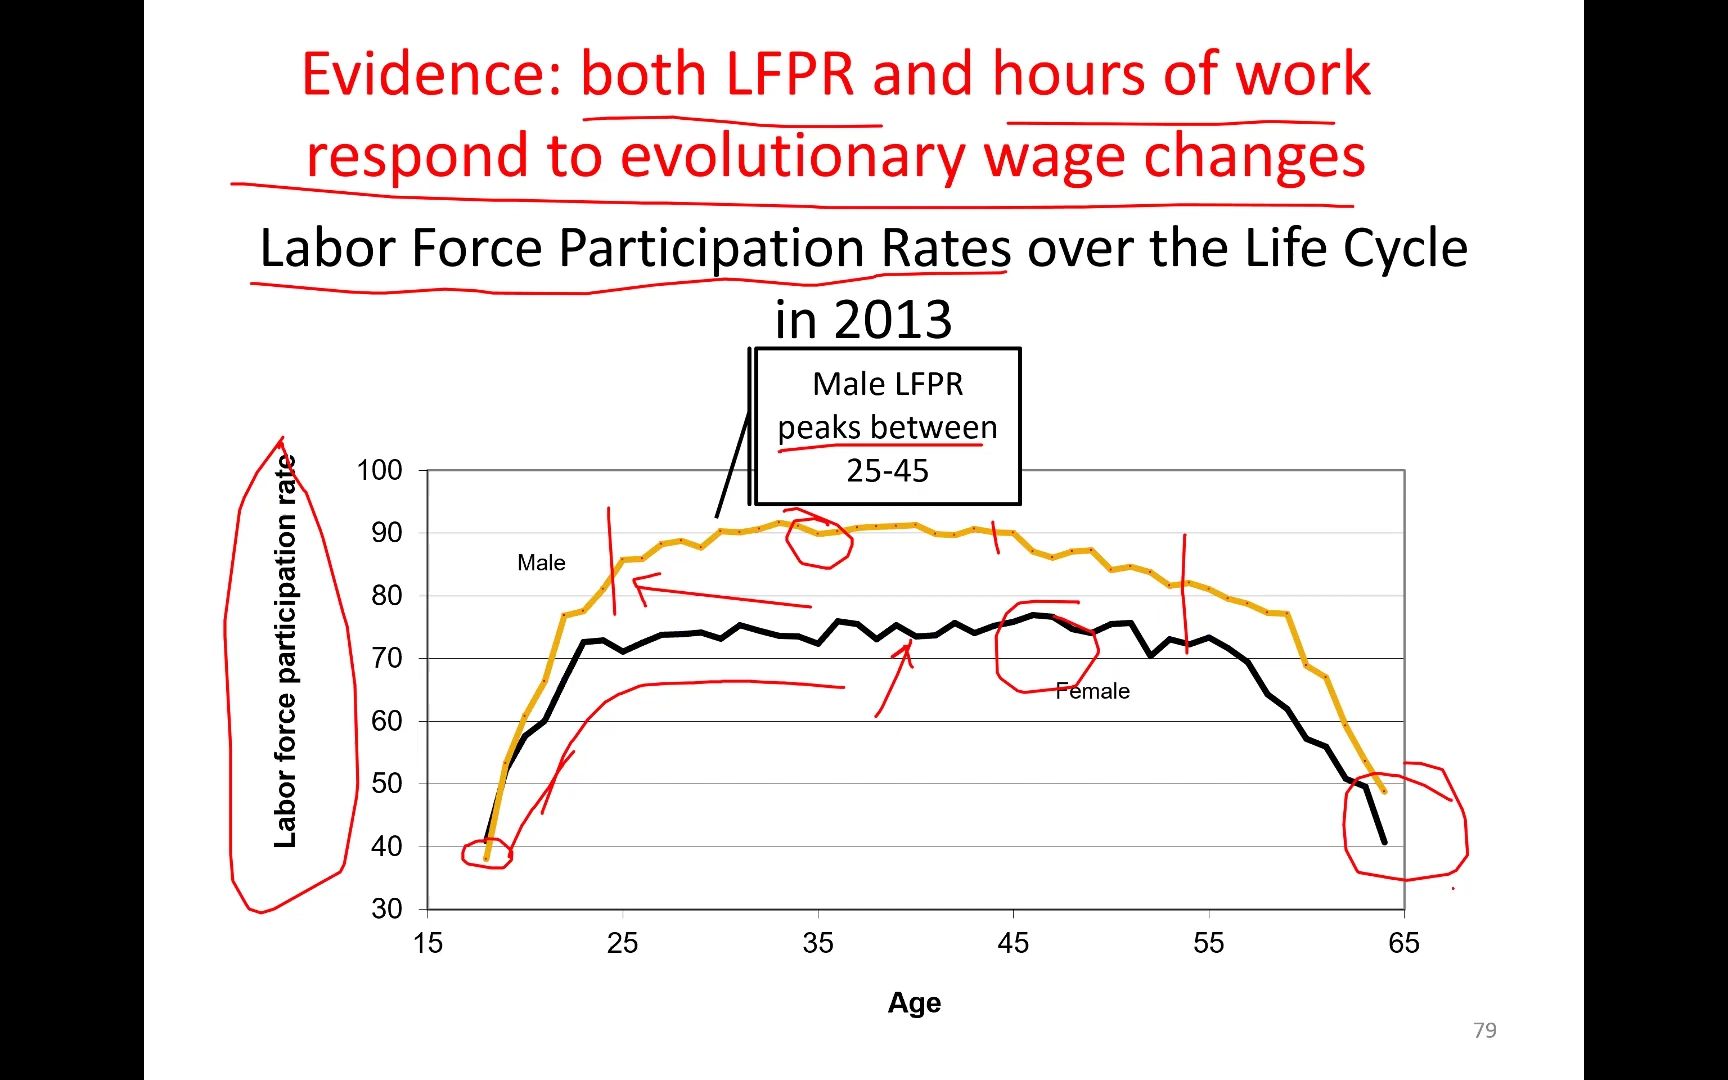 Evidence: both LFPR and hours of work
respond to evolutionary wage changes
Labor Force Participation Rates over the Life Cycle
in 2013
Male LFPR
peaks between
25-45
Labor force participation rate
100
90
80
70
60
50
40
30
Male
Female
15 25 35 45 55 65
Age
79